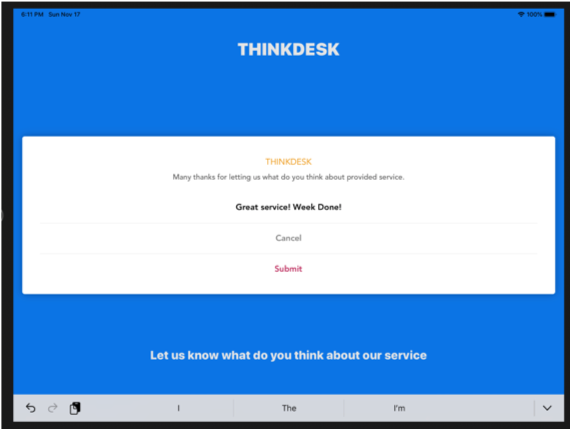 6:11 PM Sun Nov 17 100%
THINKDESK
THINKDESK
Many thanks for letting us what do you think about provided service.
Great service! Week Done!
Cancel
Submit
Let us know what do you think about our service
I The I'm